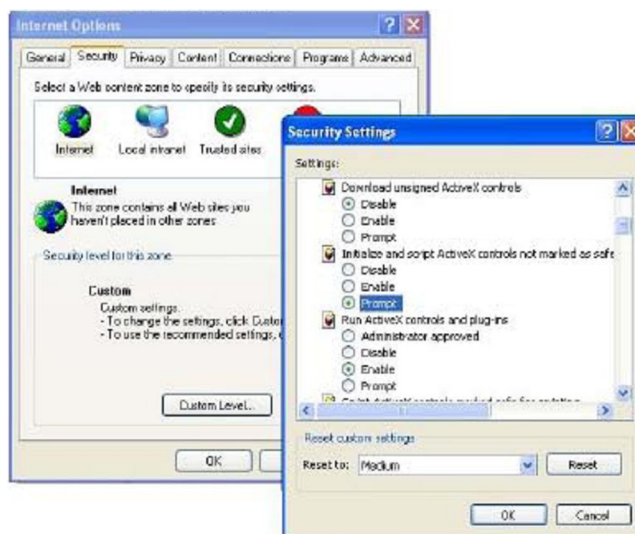 Internet Options
General Security Privacy Content Connections Programs Advanced
Select a Web content zone to specify its security settings.
Internet Local intranet Trusted sites
Internet
This zone contains all Web sites you
haven't placed in other zones
Security level for this zone
Custom
Custom settings.
- To change the settings, click Custo
- To use the recommended settings, c
Custom Level...
OK
Security Settings
Settings:
Download unsigned ActiveX controls
Disable
Enable
Prompt
Initialize and script ActiveX controls not marked as safe
Disable
Enable
Prompt
Run ActiveX controls and plug-ins
Administrator approved
Disable
Enable
Prompt
Reset custom settings
Reset to: Medium Reset
OK Cancel